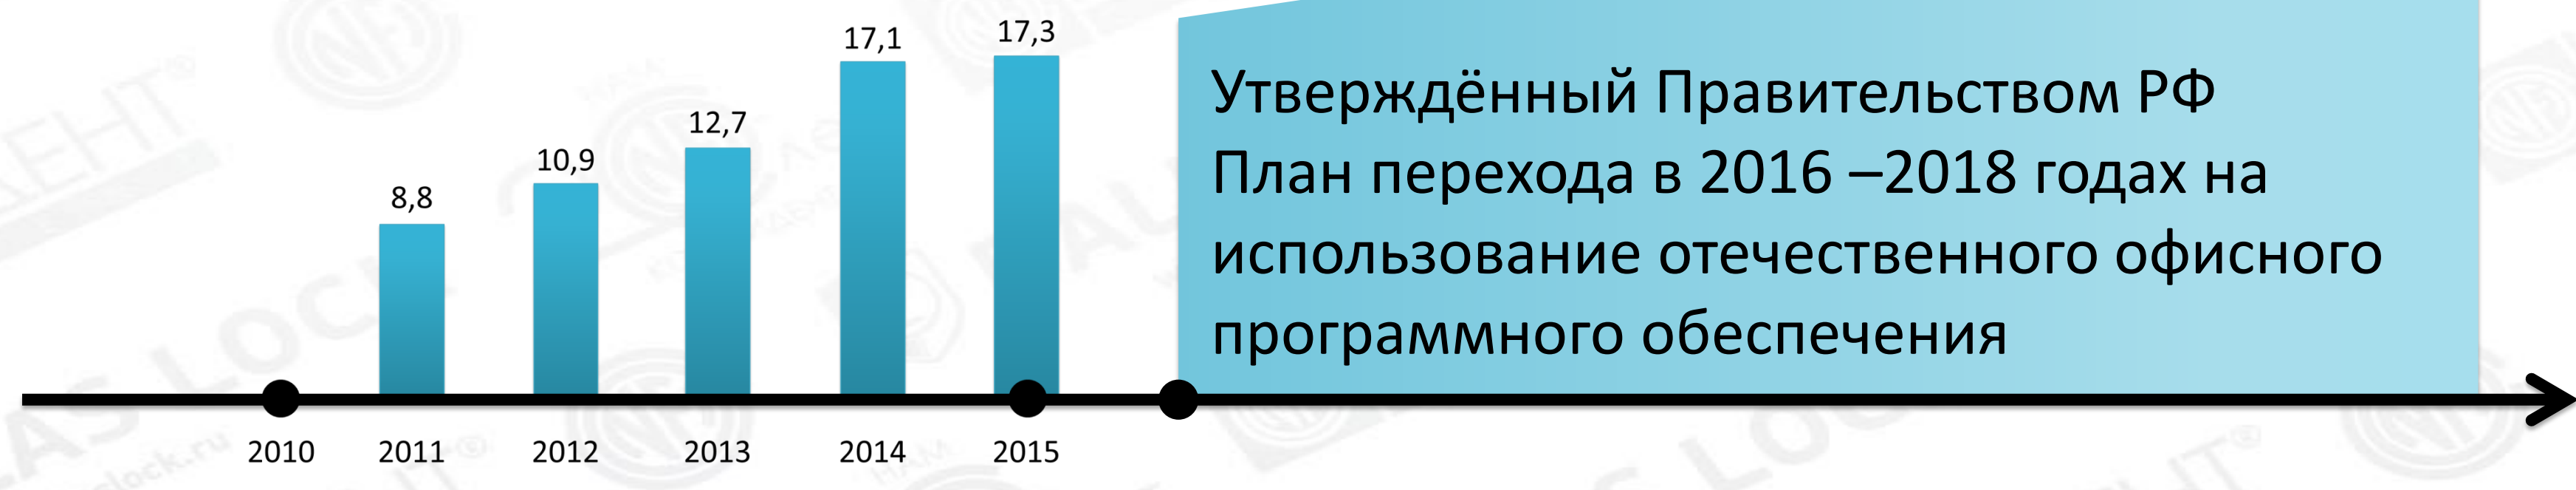 17,3
17,1
12,7
10,9
8,8
Утверждённый Правительством РФ
План перехода в 2016 –2018 годах на
использование отечественного офисного
программного обеспечения
2010 2011 2012 2013 2014 2015